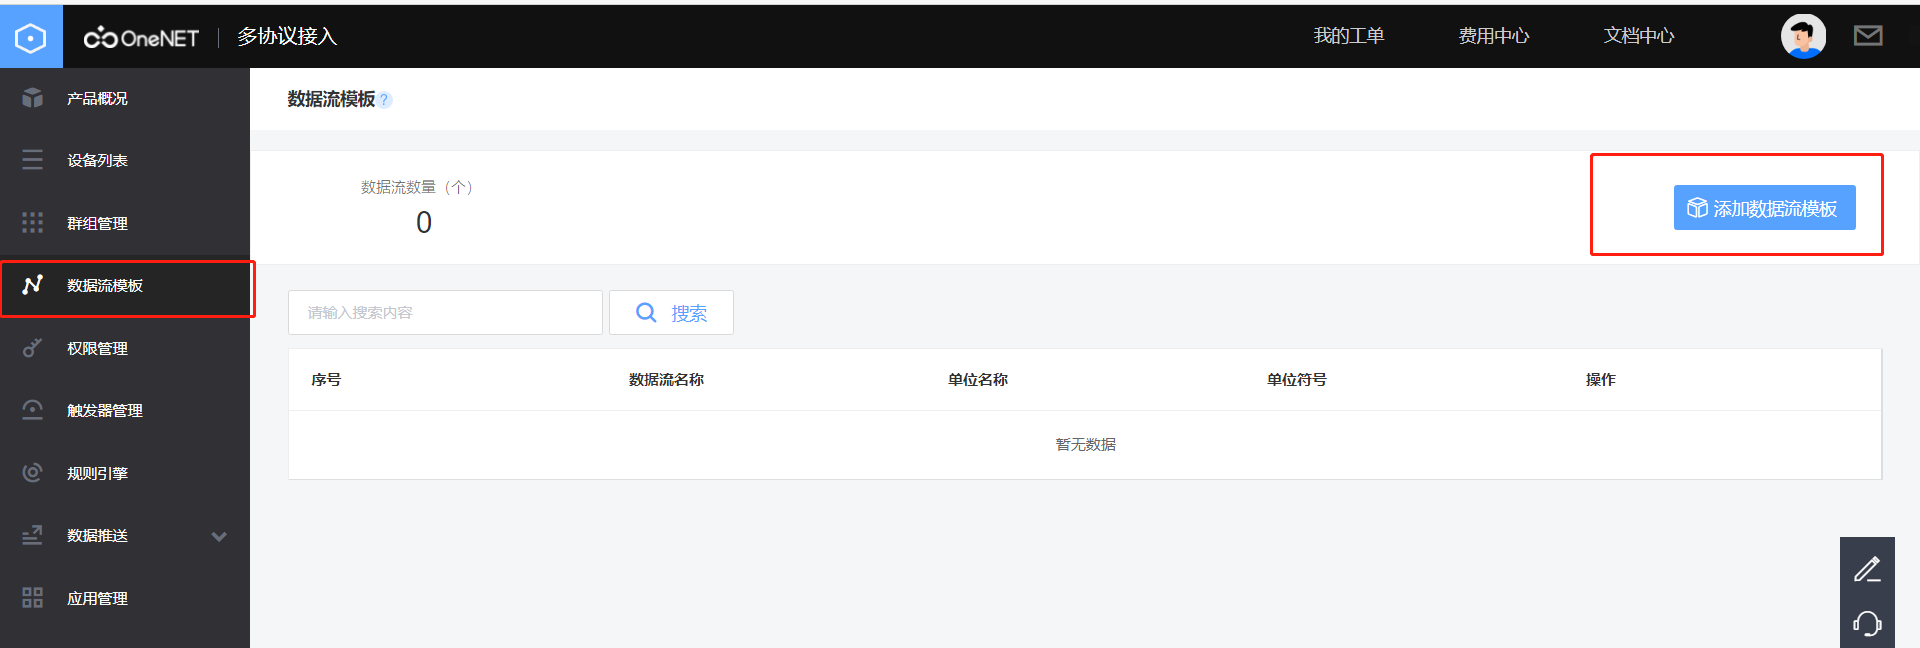 OneNET 多协议接入 我的工单 费用中心 文档中心
产品概况
设备列表
群组管理
数据流模板
权限管理
触发器管理
规则引擎
数据推送
应用管理
数据流模板 ?
数据流数量（个）
0
添加数据流模板
请输入搜索内容 搜索
序号 数据流名称 单位名称 单位符号 操作
暂无数据